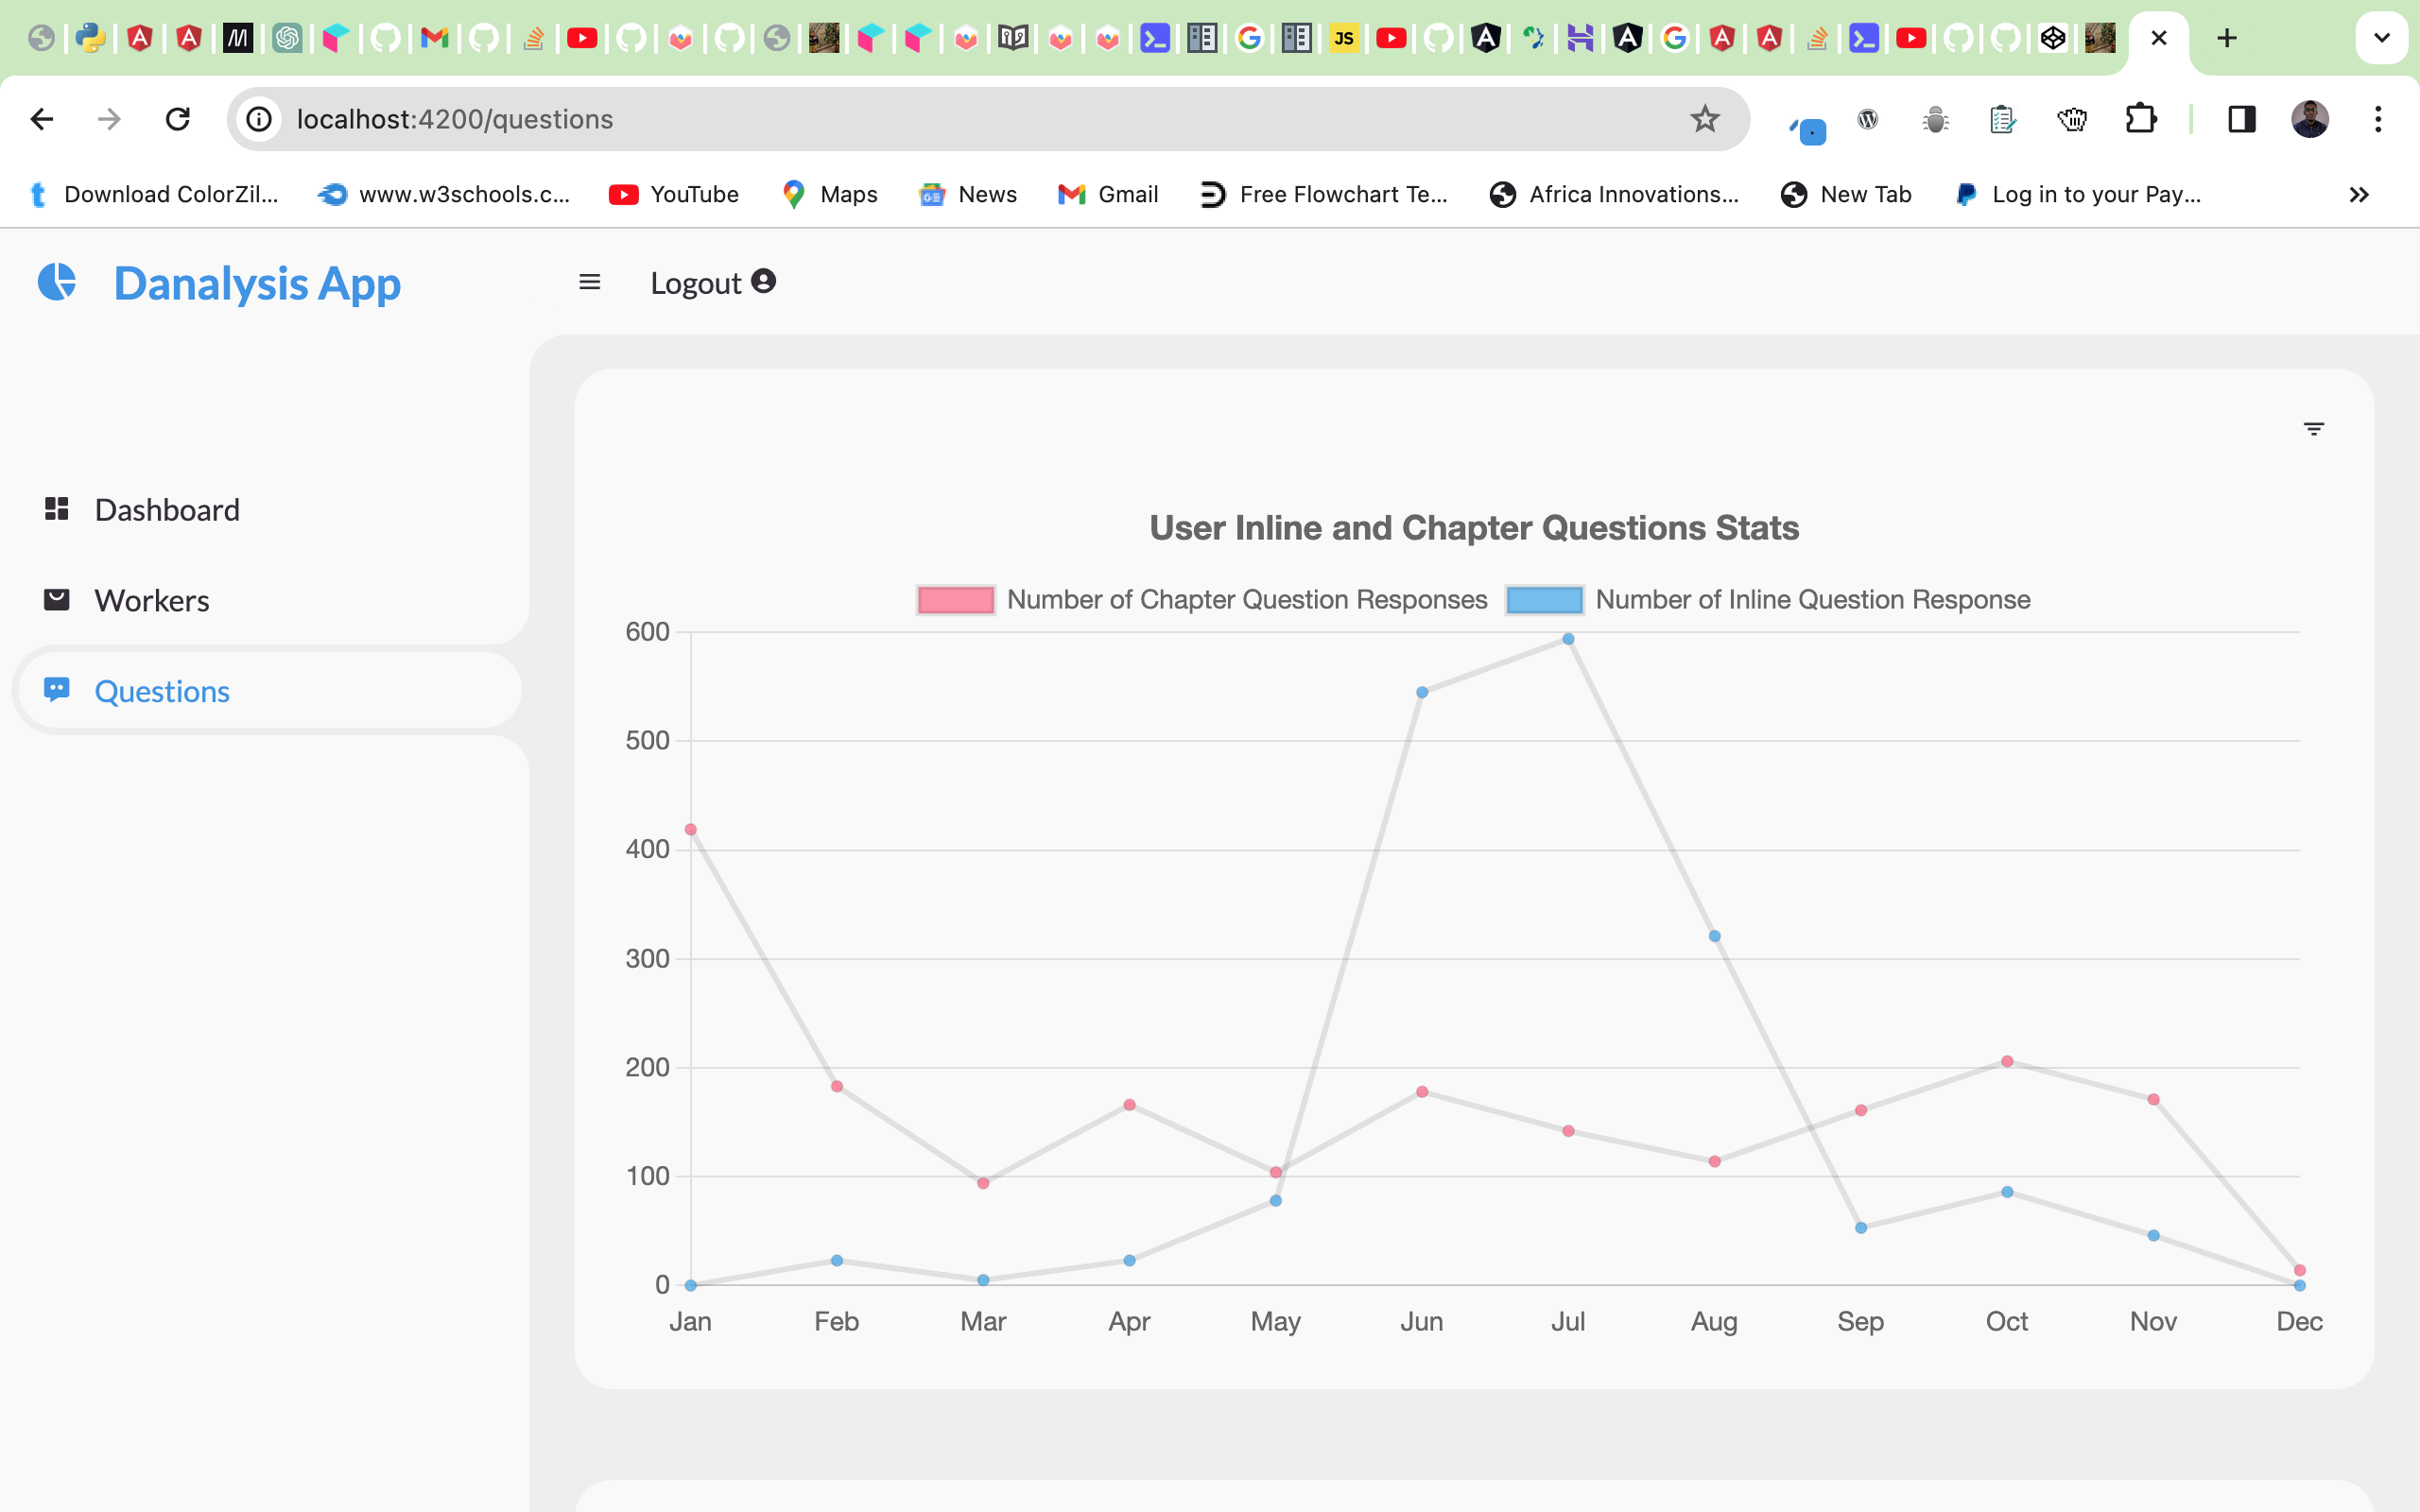 JS
localhost:4200/questions
Download ColorZil...
www.w3schools.c...
YouTube
Maps
News
Gmail
Free Flowchart Te...
Africa Innovations...
New Tab
Log in to your Pay...
Danalysis App
Logout
Dashboard
Workers
Questions
User Inline and Chapter Questions Stats
Number of Chapter Question Responses
Number of Inline Question Response
600
500
400
300
200
100
0
Jan Feb Mar Apr May Jun Jul Aug Sep Oct Nov Dec